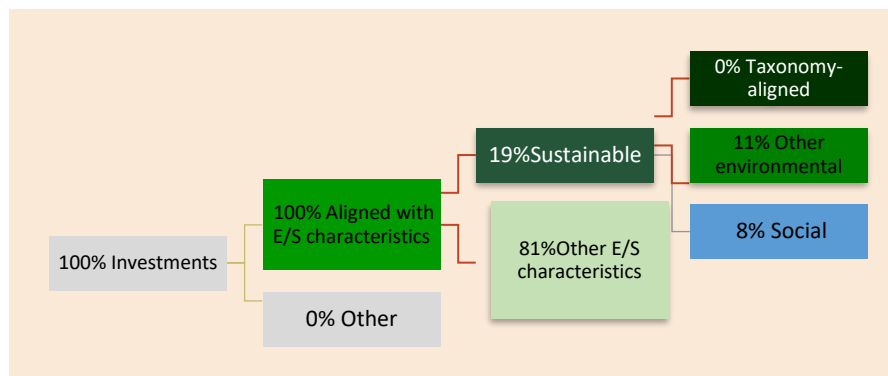 100% Investments
100% Aligned with
E/S characteristics
0% Other
19%Sustainable
81%Other E/S
characteristics
0% Taxonomy-
aligned
11% Other
environmental
8% Social